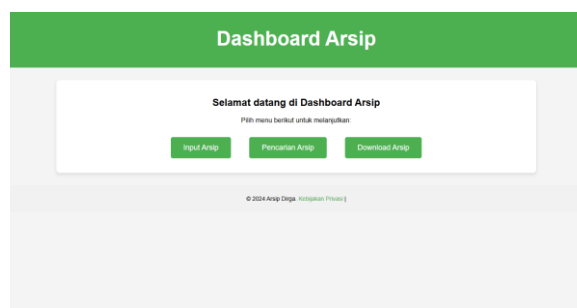 Dashboard Arsip
Selamat datang di Dashboard Arsip
Pilih menu berikut untuk melanjutkan:
Input Arsip
Pencarian Arsip
Download Arsip
© 2024 Arsip Dirga. Kebijakan Privasi |